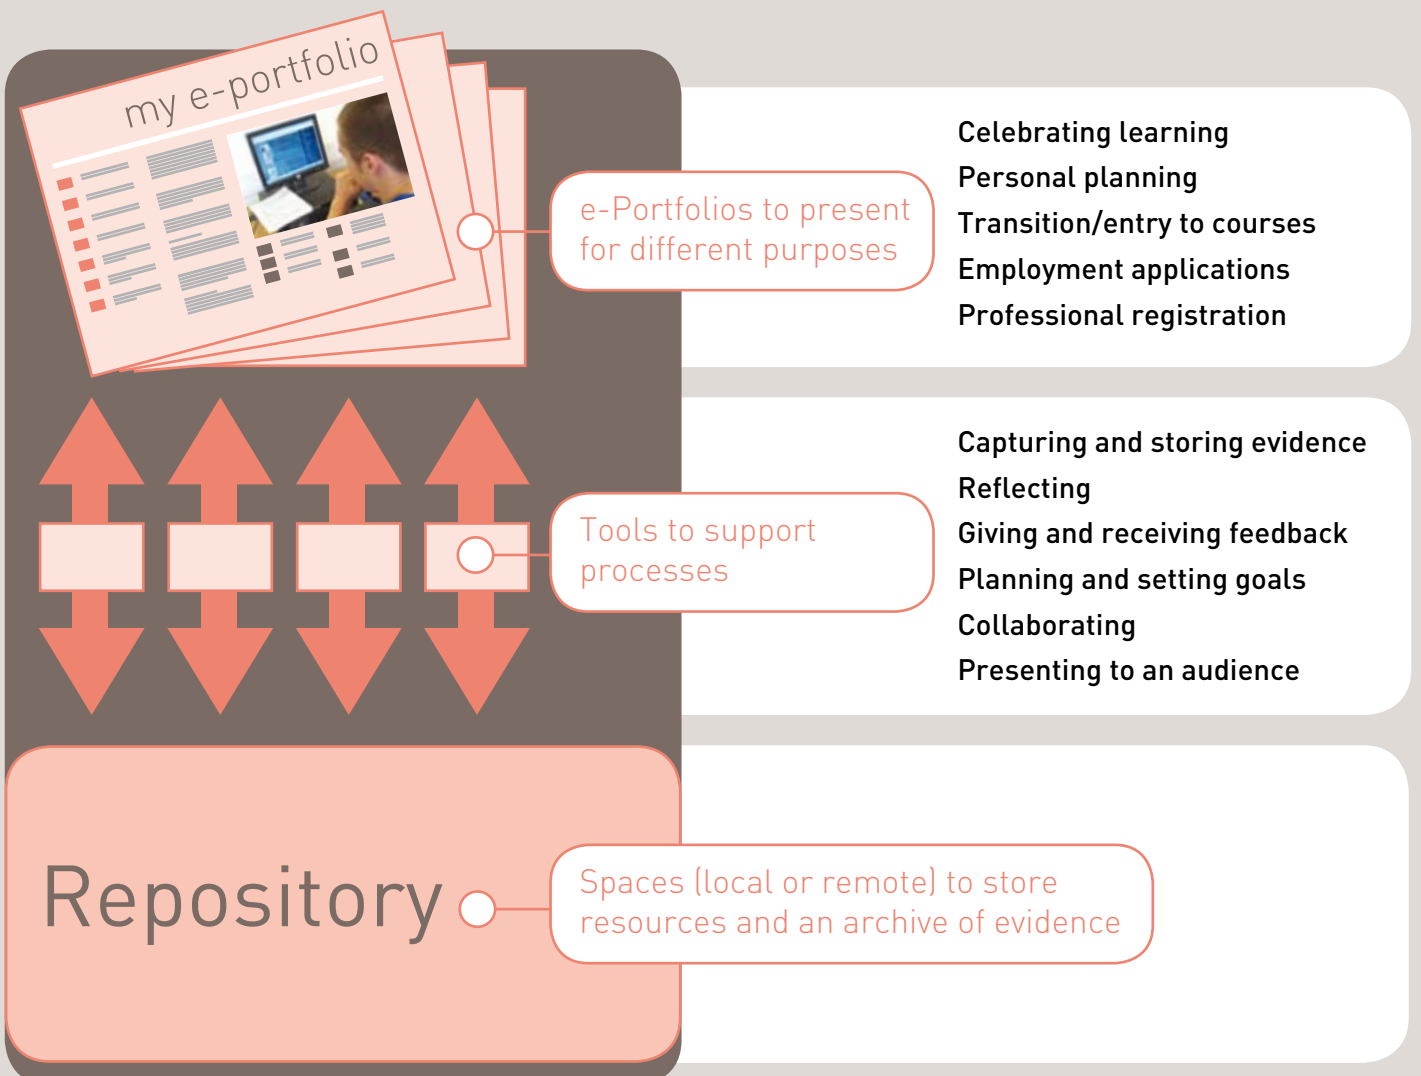 my e-portfolio
e-Portfolios to present
for different purposes
Celebrating learning
Personal planning
Transition/entry to courses
Employment applications
Professional registration
Tools to support
processes
Capturing and storing evidence
Reflecting
Giving and receiving feedback
Planning and setting goals
Collaborating
Presenting to an audience
Repository
Spaces (local or remote) to store
resources and an archive of evidence